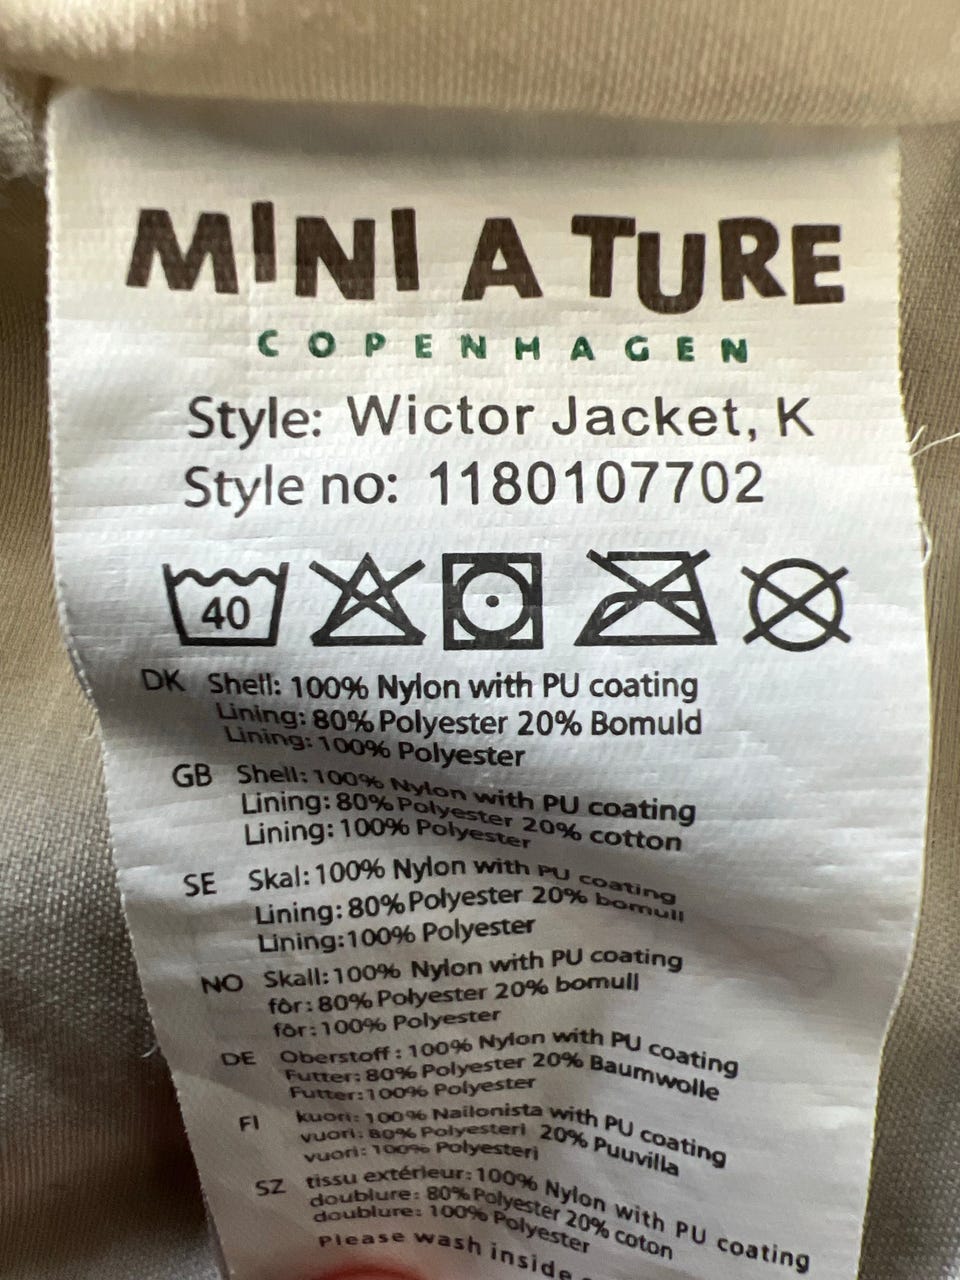 MINI A TURE
COPENHAGEN
Style: Wictor Jacket, K
Style no: 1180107702
40
DK Shell: 100% Nylon with PU coating
Lining: 80% Polyester 20% Bomuld
Lining: 100% Polyester
GB Shell: 100% Nylon with PU coating
Lining: 80% Polyester 20% cotton
Lining: 100% Polyester
SE Skal: 100% Nylon with PU coating
Lining: 80% Polyester 20% bomull
Lining: 100% Polyester
NO Skall: 100% Nylon with PU coating
fôr: 80% Polyester 20% bomull
fôr: 100% Polyester
DE Oberstoff : 100% Nylon with PU coating
Futter: 80% Polyester 20% Baumwolle
Futter: 100% Polyester
FI kuori: 100% Nailonista with PU coating
vuori: 80% Polyesteri 20% Puuvilla
vuori: 100% Polyesteri
SZ tissu extérieur: 100% Nylon with PU coating
doublure: 80% Polyester 20% coton
doublure: 100% Polyester
Please wash inside